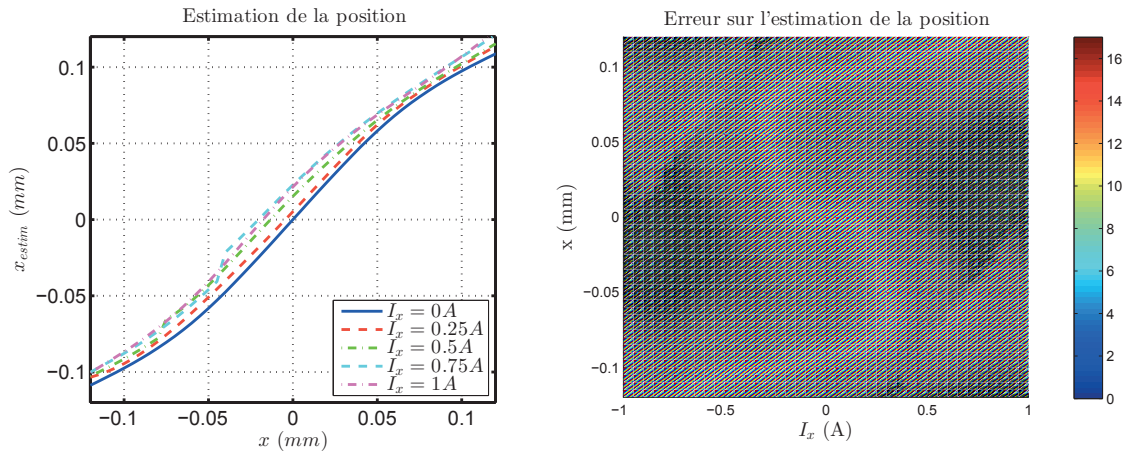 Estimation de la position
0.1
0.05
0
−0.05
−0.1
x_estim (mm)
−0.1 −0.05 0 0.05 0.1
x (mm)
I_x = 0A
I_x = 0.25A
I_x = 0.5A
I_x = 0.75A
I_x = 1A
Erreur sur l'estimation de la position
0.1
0.05
0
−0.05
−0.1
x (mm)
−1 −0.5 0 0.5 1
I_x (A)
16
14
12
10
8
6
4
2
0